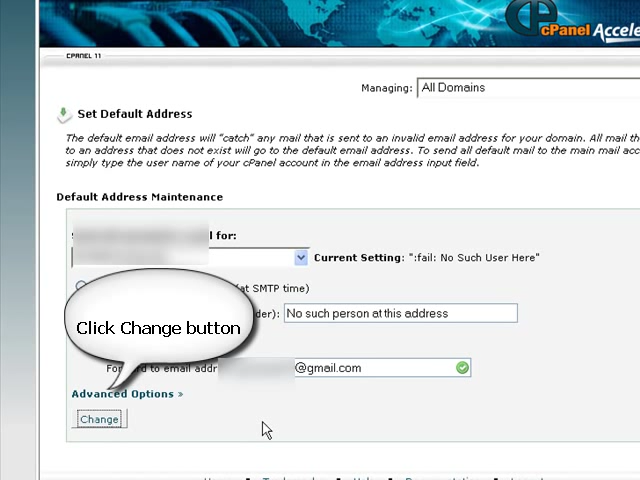 cPanel Accele
CPANEL 11
Managing: All Domains
Set Default Address
The default email address will "catch" any mail that is sent to an invalid email address for your domain. All mail th
to an address that does not exist will go to the default email address. To send all default mail to the main mail acc
simply type the user name of your cPanel account in the email address input field.
Default Address Maintenance
l for:
Current Setting: ":fail: No Such User Here"
(at SMTP time)
der): No such person at this address
Click Change button
Forward to email addr @gmail.com
Advanced Options »
Change